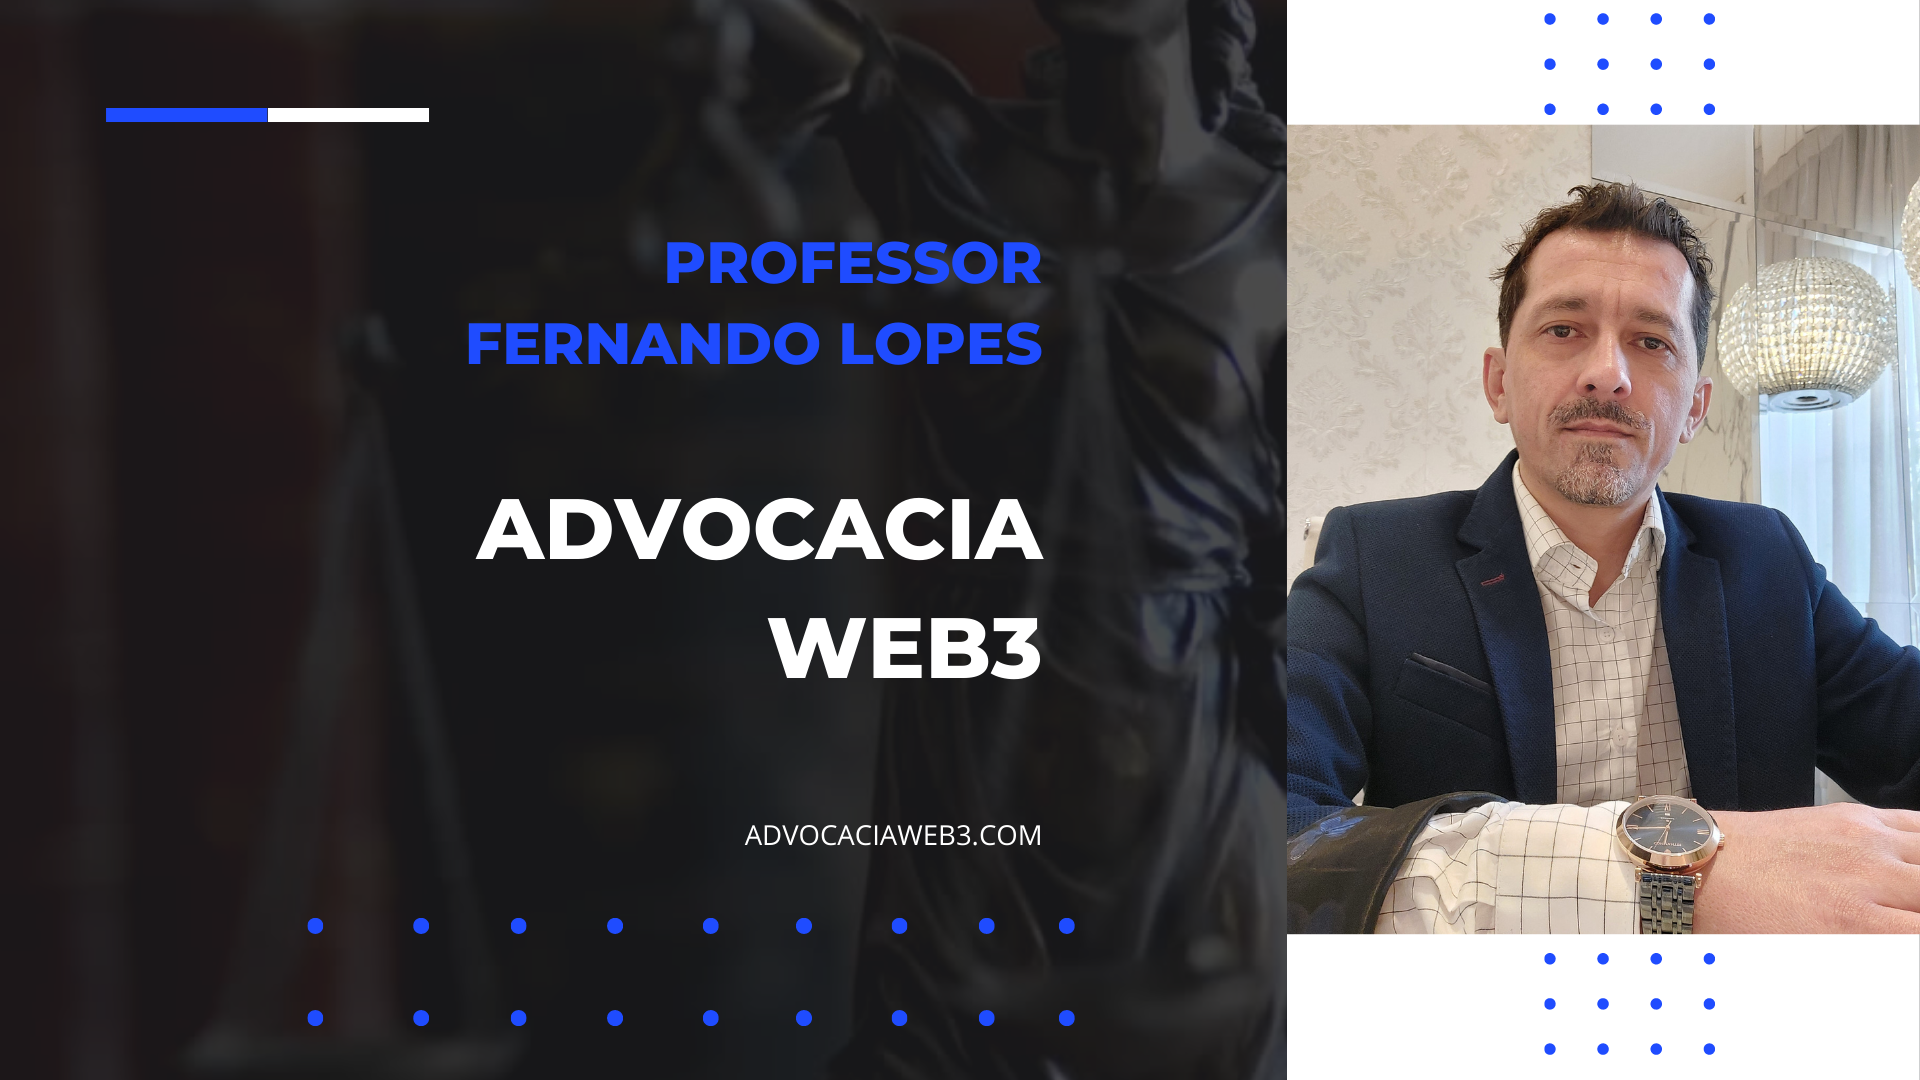 PROFESSOR
FERNANDO LOPES
ADVOCACIA
WEB3
ADVOCACIAWEB3.COM